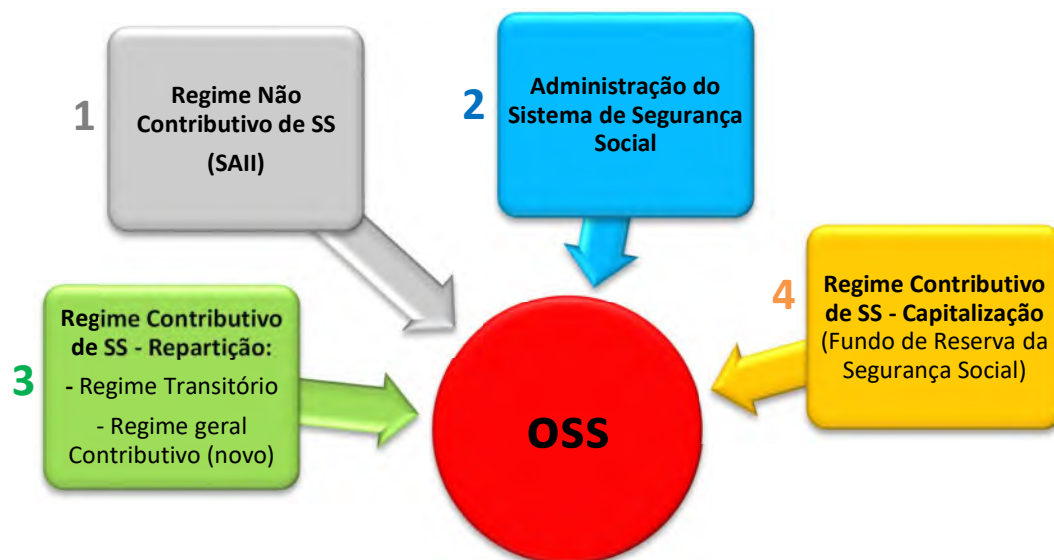 1
Regime Não
Contributivo de SS
(SAII)
2
Administração do
Sistema de Segurança
Social
3
Regime Contributivo
de SS - Repartição:
- Regime Transitório
- Regime geral
Contributivo (novo)
4
Regime Contributivo
de SS - Capitalização
(Fundo de Reserva da
Segurança Social)
OSS